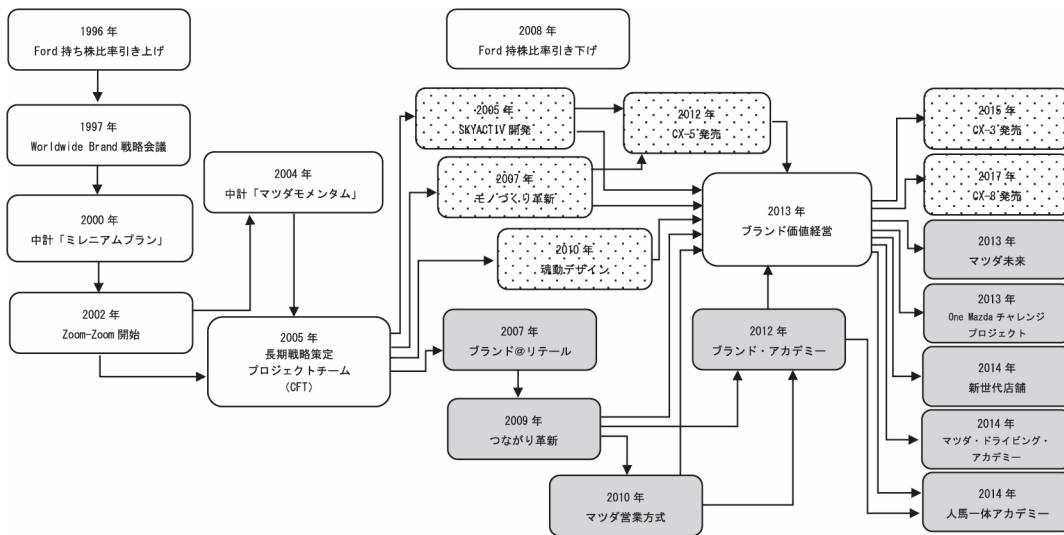 1996 年
Ford 持ち株比率引き上げ
2008 年
Ford 持株比率引き下げ
1997 年
Worldwide Brand 戦略会議
2000 年
中計「ミレニアムプラン」
2002 年
Zoom-Zoom 開始
2004 年
中計「マツダモメンタム」
2005 年
長期戦略策定
プロジェクトチーム
（CFT）
2005 年
SKYACTIV 開発
2007 年
モノづくり革新
2010 年
魂動デザイン
2007 年
ブランド＠リテール
2009 年
つながり革新
2010 年
マツダ営業方式
2012 年
CX-5 発売
2013 年
ブランド価値経営
2012 年
ブランド・アカデミー
2015 年
CX-3 発売
2017 年
CX-8 発売
2013 年
マツダ未来
2013 年
One Mazda チャレンジ
プロジェクト
2014 年
新世代店舗
2014 年
マツダ・ドライビング・
アカデミー
2014 年
人馬一体アカデミー